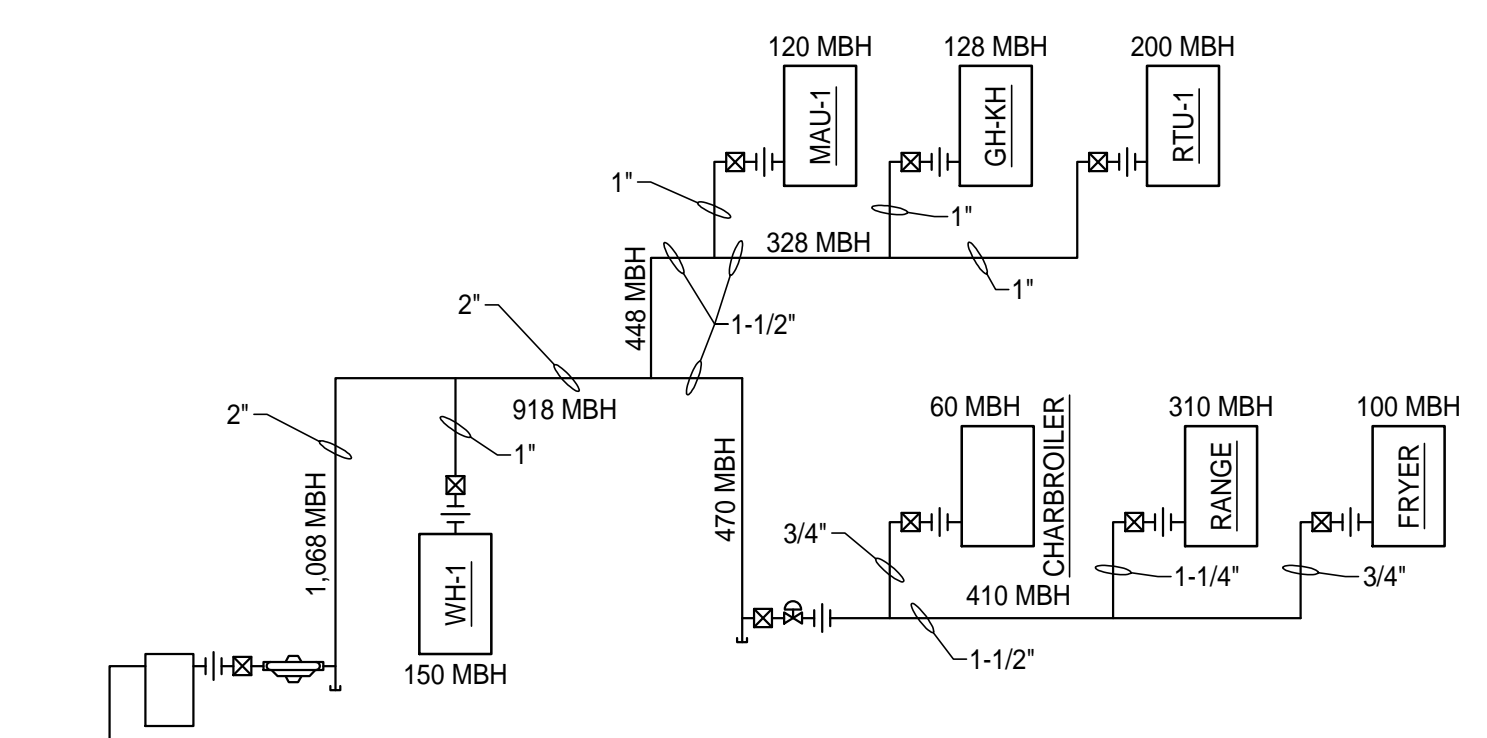 120 MBH
128 MBH
200 MBH
MAU-1
GH-KH
RTU-1
1"
1"
328 MBH
448 MBH
1"
2"
1-1/2"
918 MBH
2"
1"
60 MBH
CHARBROILER
310 MBH
100 MBH
1,068 MBH
470 MBH
RANGE
FRYER
3/4"
1-1/4"
3/4"
410 MBH
WH-1
150 MBH
1-1/2"